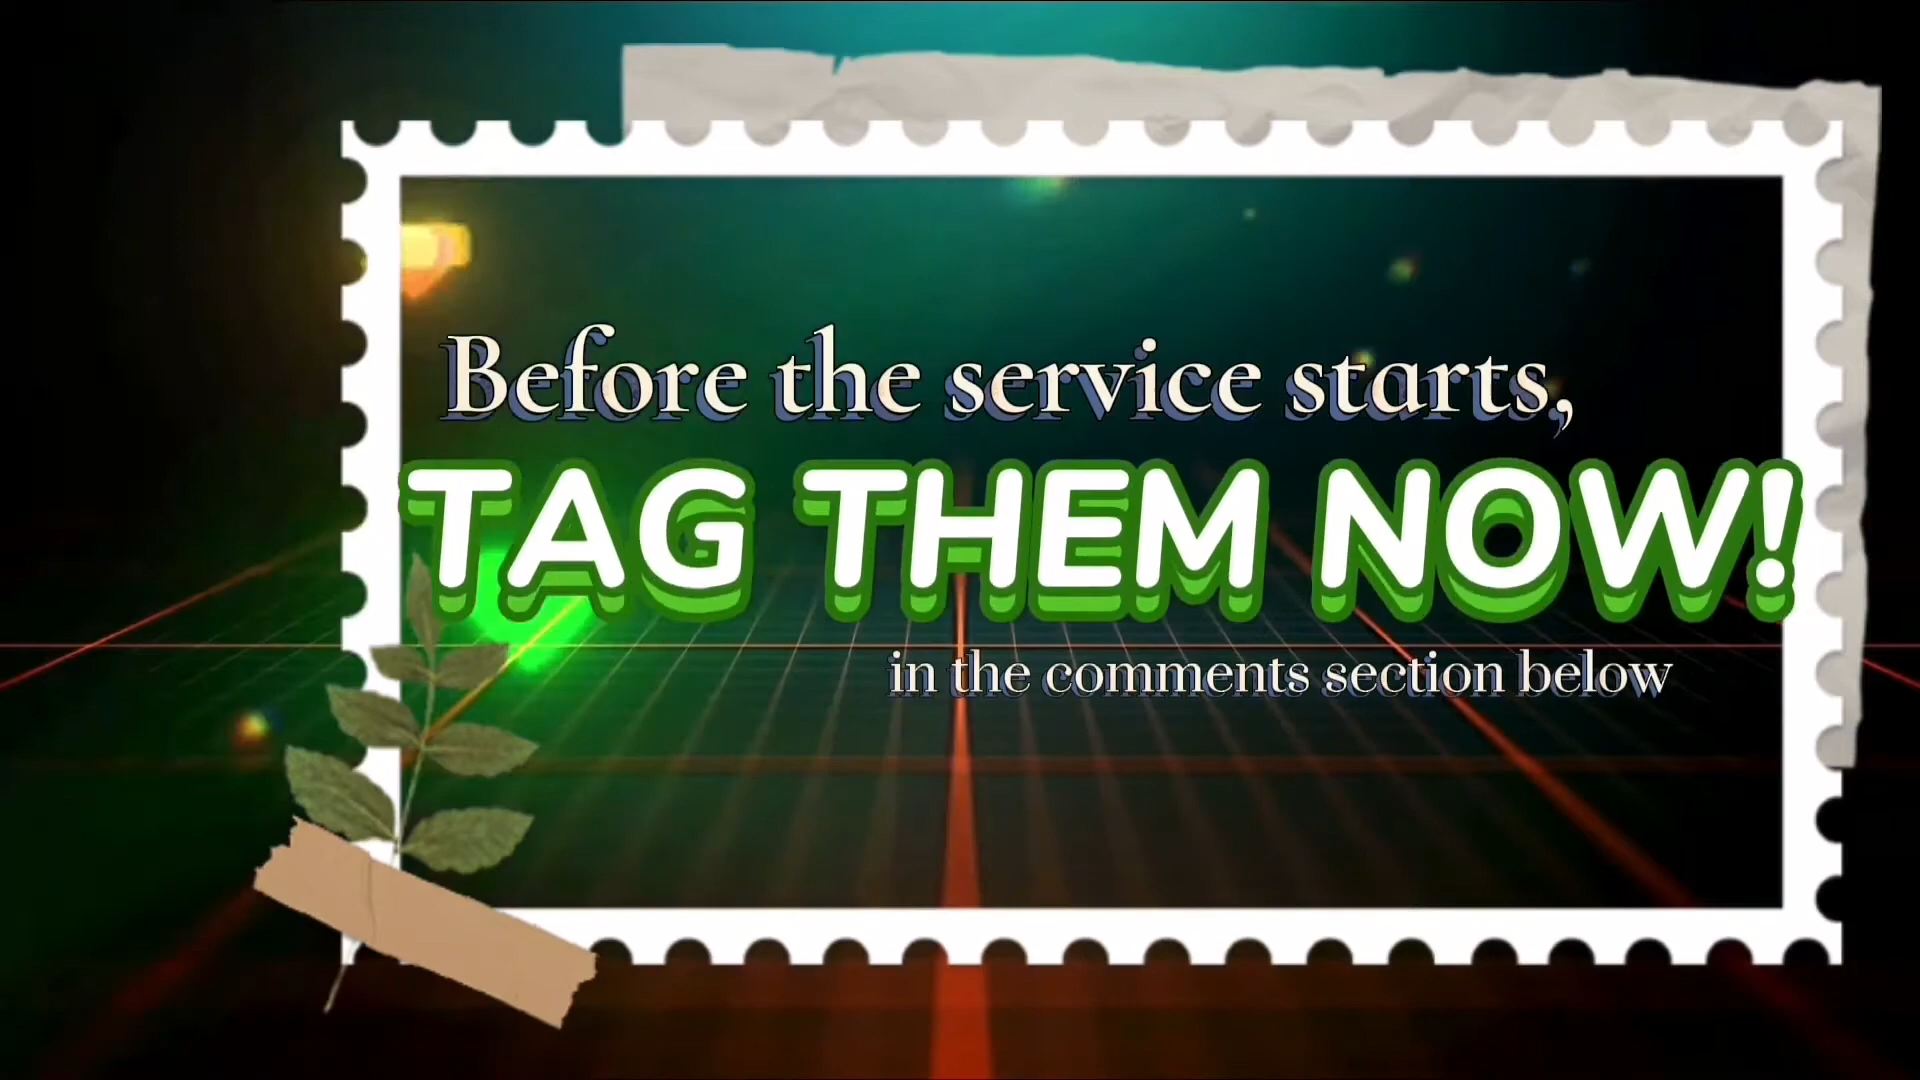 Before the service starts,
TAG THEM NOW!
in the comments section below